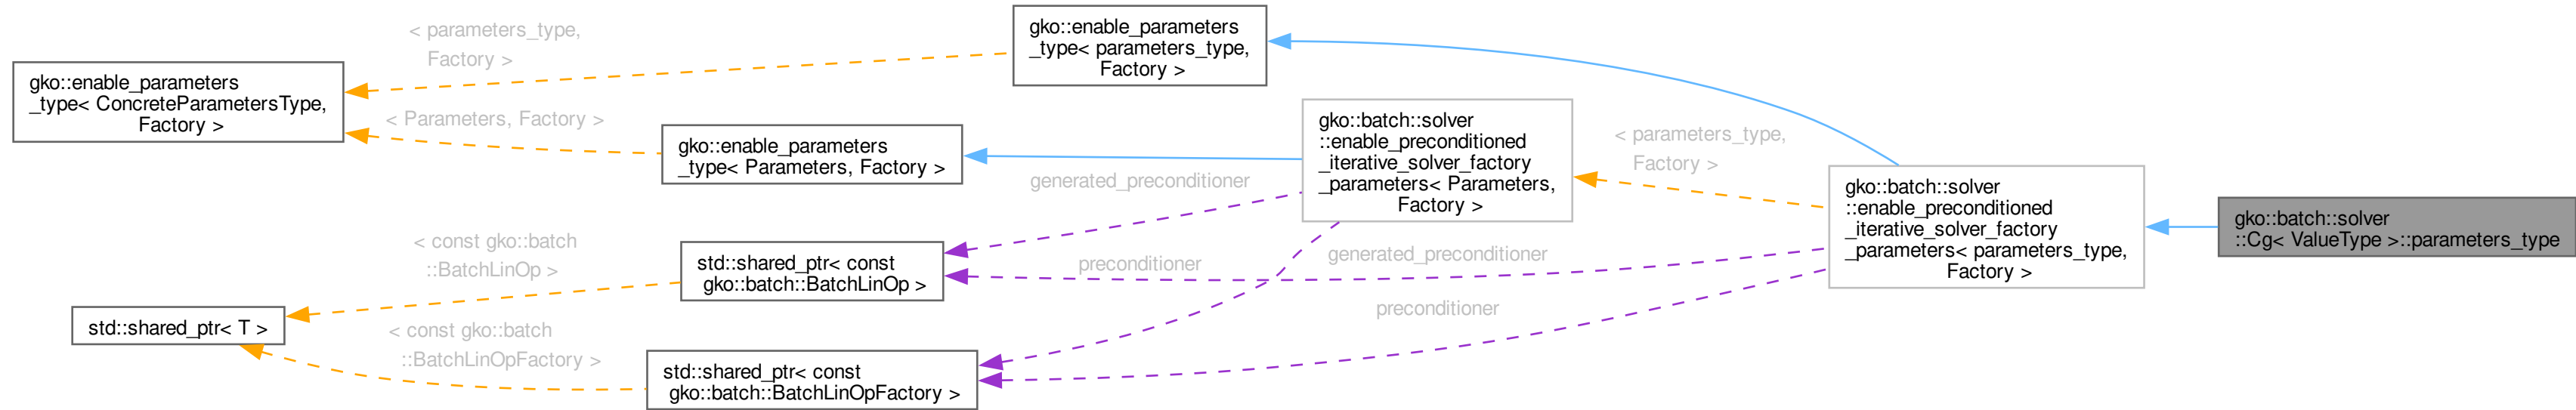 gko::enable_parameters
_type< ConcreteParametersType,
Factory >
< parameters_type,
Factory >
< Parameters, Factory >
gko::enable_parameters
_type< parameters_type,
Factory >
gko::enable_parameters
_type< Parameters, Factory >
gko::batch::solver
::enable_preconditioned
_iterative_solver_factory
_parameters< Parameters,
Factory >
< parameters_type,
Factory >
gko::batch::solver
::enable_preconditioned
_iterative_solver_factory
_parameters< parameters_type,
Factory >
gko::batch::solver
::Cg< ValueType >::parameters_type
generated_preconditioner
preconditioner
generated_preconditioner
preconditioner
std::shared_ptr< const
gko::batch::BatchLinOp >
std::shared_ptr< const
gko::batch::BatchLinOpFactory >
< const gko::batch
::BatchLinOp >
< const gko::batch
::BatchLinOpFactory >
std::shared_ptr< T >